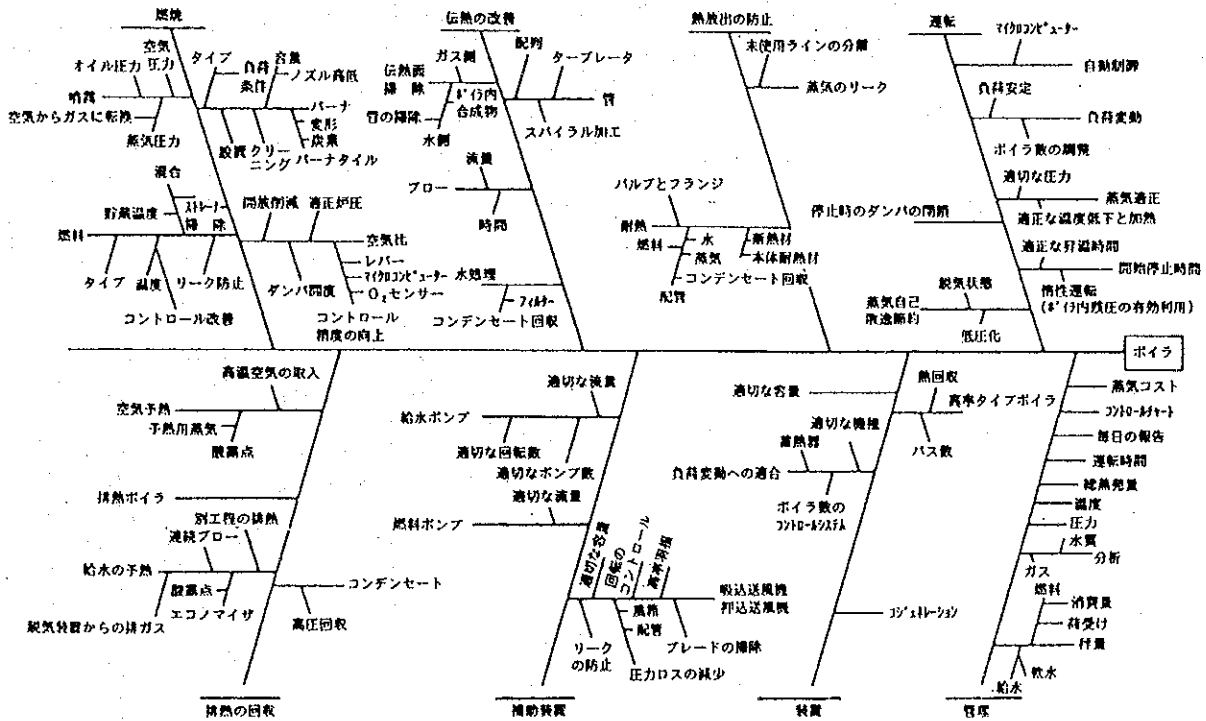 燃焼
伝熱の改善
熱放出の防止
運転
空気
圧力
オイル圧力
タイプ
負荷
条件
容量
ノズル高低
噴霧
空気からガスに転換
蒸気圧力
設置
クリー
ニング
バーナ
変形
炭素
バーナタイル
混合
貯蔵温度
ストレーナー
掃除
燃料
タイプ
温度
リーク防止
コントロール改善
開放削減
適正炉圧
空気比
ダンパ開度
レバー
マイクロコンピューター
O₂センサー
コントロール
精度の向上
ガス側
伝熱面
掃除
ボイラ内
合成物
管の掃除
水側
配列
タービュレータ
管
スパイラル加工
流量
ブロー
時間
水処理
フィルター
コンデンセート回収
未使用ラインの分離
蒸気のリーク
バルブとフランジ
耐熱
燃料
水
蒸気
断熱材
本体耐熱材
コンデンセート回収
配管
マイクロコンピューター
自動制御
負荷安定
負荷変動
ボイラ数の調整
適切な圧力
蒸気適正
停止時のダンパの閉鎖
適正な温度低下と加熱
適正な昇温時間
開始停止時間
惰性運転
(ボイラ内残圧の有効利用)
脱気状態
蒸気自己
低圧化
ボイラ
高温空気の取入
空気予熱
予熱用蒸気
酸露点
排熱ボイラ
別工程の排熱
連続ブロー
給水の予熱
酸露点
エコノマイザ
脱気装置からの排ガス
コンデンセート
高圧回収
排熱の回収
適切な流量
給水ポンプ
適切な回転数
適切なポンプ数
適切な流量
燃料ポンプ
適切な容量
回転の
コントロール
吸込送風機
押込送風機
風箱
配管
リーク
の防止
圧力ロスの減少
ブレードの掃除
補助装置
適切な容量
熱回収
高率タイプボイラ
パス数
適切な機種
蓄熱器
負荷変動への適合
ボイラ数の
コントロールシステム
コジェネレーション
装置
蒸気コスト
コントロールチャート
毎日の報告
運転時間
総熱発量
温度
圧力
水質
分析
ガス
燃料
消費量
荷受け
秤量
給水
軟水
管理